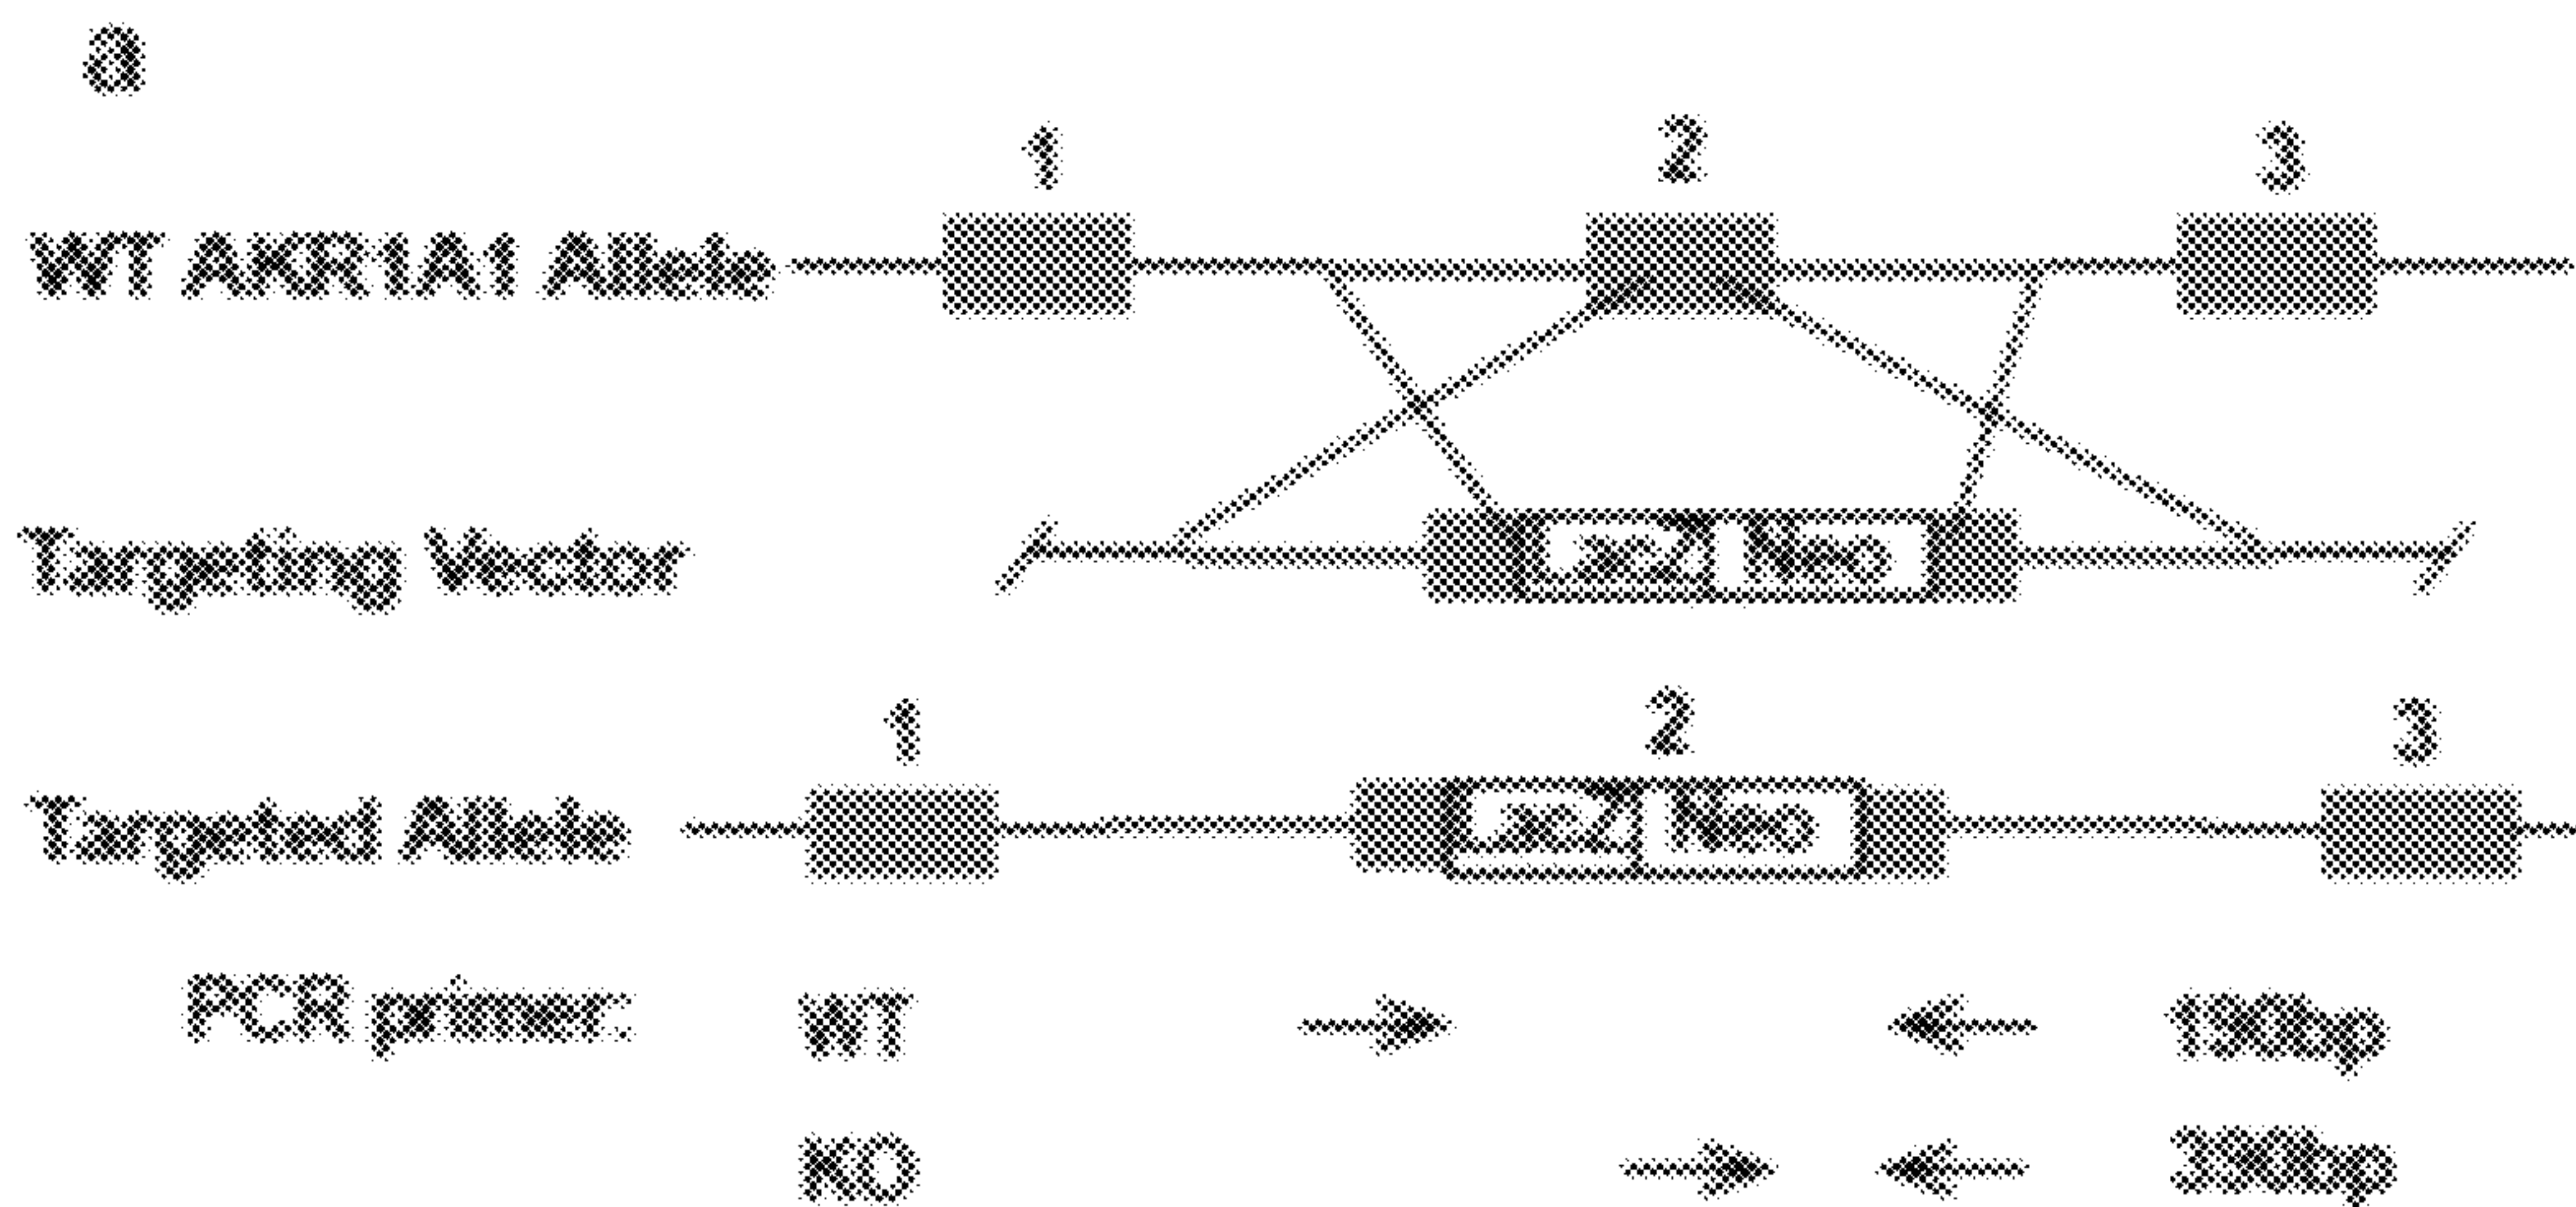 a
1 2 3
WT AKR1A1 Allele
Targeting Vector
Lacz Neo
1 2 3
Targeted Allele
Lacz Neo
PCR primer: WT
KO